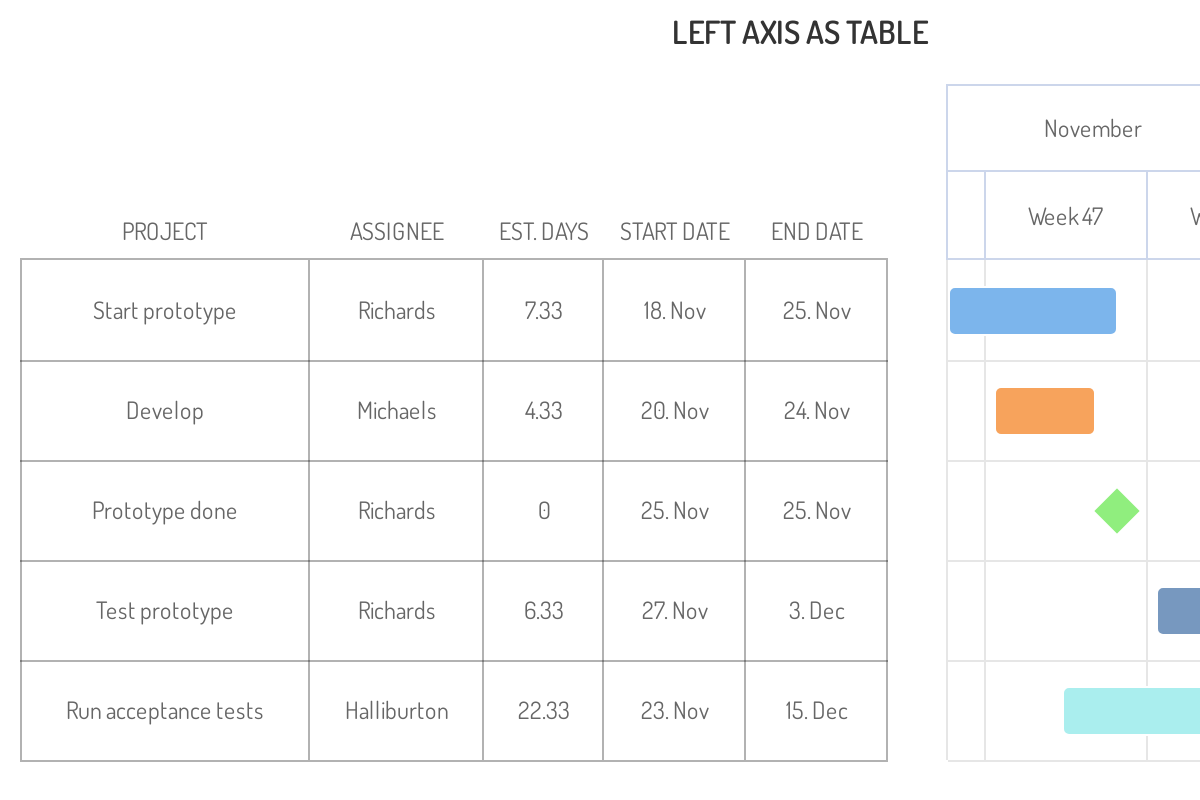 LEFT AXIS AS TABLE
November
Week 47
PROJECT ASSIGNEE EST. DAYS START DATE END DATE
Start prototype Richards 7.33 18. Nov 25. Nov
Develop Michaels 4.33 20. Nov 24. Nov
Prototype done Richards 0 25. Nov 25. Nov
Test prototype Richards 6.33 27. Nov 3. Dec
Run acceptance tests Halliburton 22.33 23. Nov 15. Dec